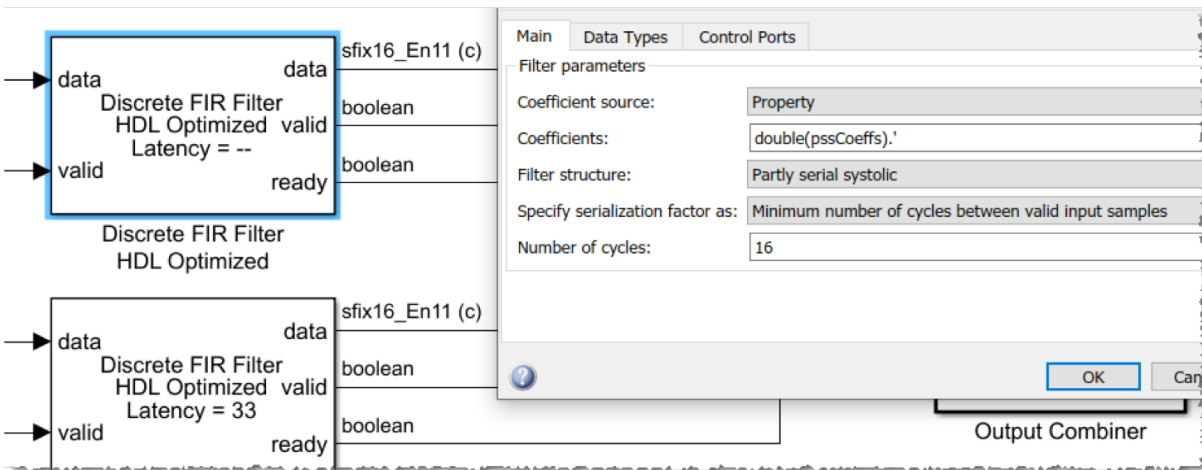 data
data
valid
Discrete FIR Filter
HDL Optimized
valid
Latency = --
ready
Discrete FIR Filter
HDL Optimized
sfix16_En11 (c)
boolean
boolean
data
data
Discrete FIR Filter
HDL Optimized
valid
Latency = 33
valid
ready
sfix16_En11 (c)
boolean
boolean
Main
Data Types
Control Ports
Filter parameters
Coefficient source:
Property
Coefficients:
double(pssCoeffs).'
Filter structure:
Partly serial systolic
Specify serialization factor as:
Minimum number of cycles between valid input samples
Number of cycles:
16
?
OK
Can
Output Combiner